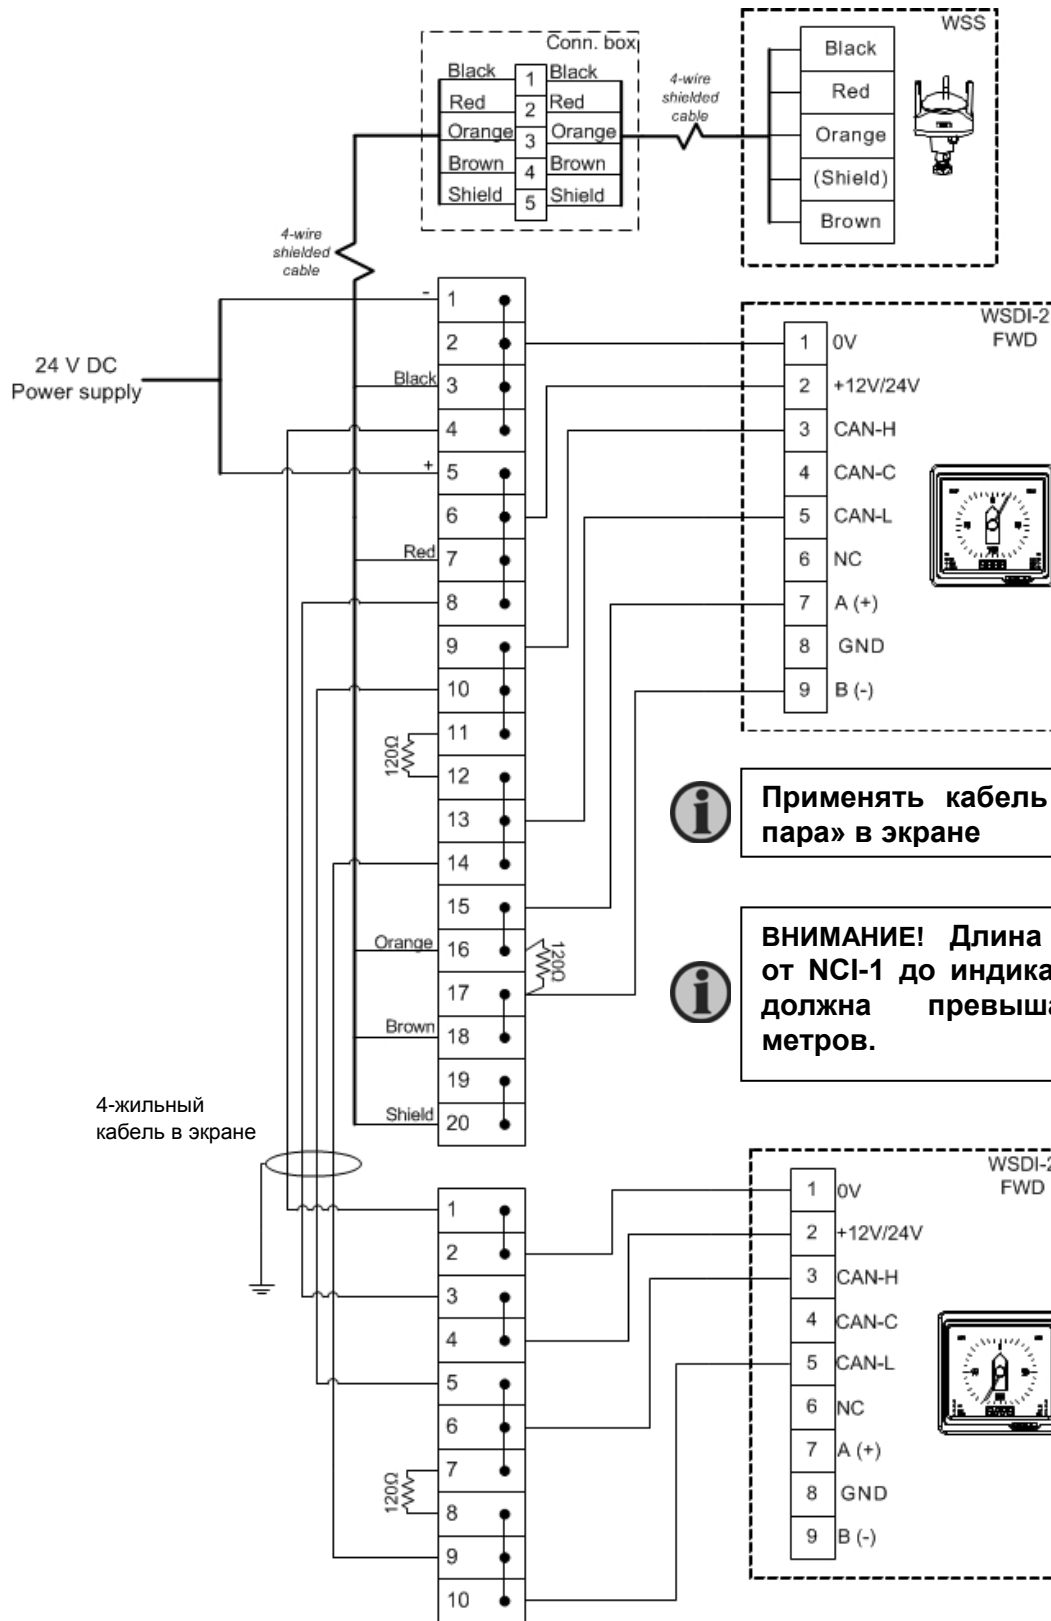 WSS
Conn. box
Black 1 Black
Red 2 Red
Orange 3 Orange
Brown 4 Brown
Shield 5 Shield
4-wire
shielded
cable
Black
Red
Orange
(Shield)
Brown
4-wire
shielded
cable
24 V DC
Power supply
- 1
2
Black 3
4
+ 5
6
Red 7
8
9
10
11
120Ω
12
13
14
15
Orange 16
120Ω
17
Brown 18
19
Shield 20
WSDI-2
FWD
1 0V
2 +12V/24V
3 CAN-H
4 CAN-C
5 CAN-L
6 NC
7 A (+)
8 GND
9 B (-)
Применять кабель
пара» в экране
ВНИМАНИЕ! Длина
от NCI-1 до индика
должна превыша
метров.
4-жильный
кабель в экране
1
2
3
4
5
6
7
120Ω
8
9
10
WSDI-2
FWD
1 0V
2 +12V/24V
3 CAN-H
4 CAN-C
5 CAN-L
6 NC
7 A (+)
8 GND
9 B (-)